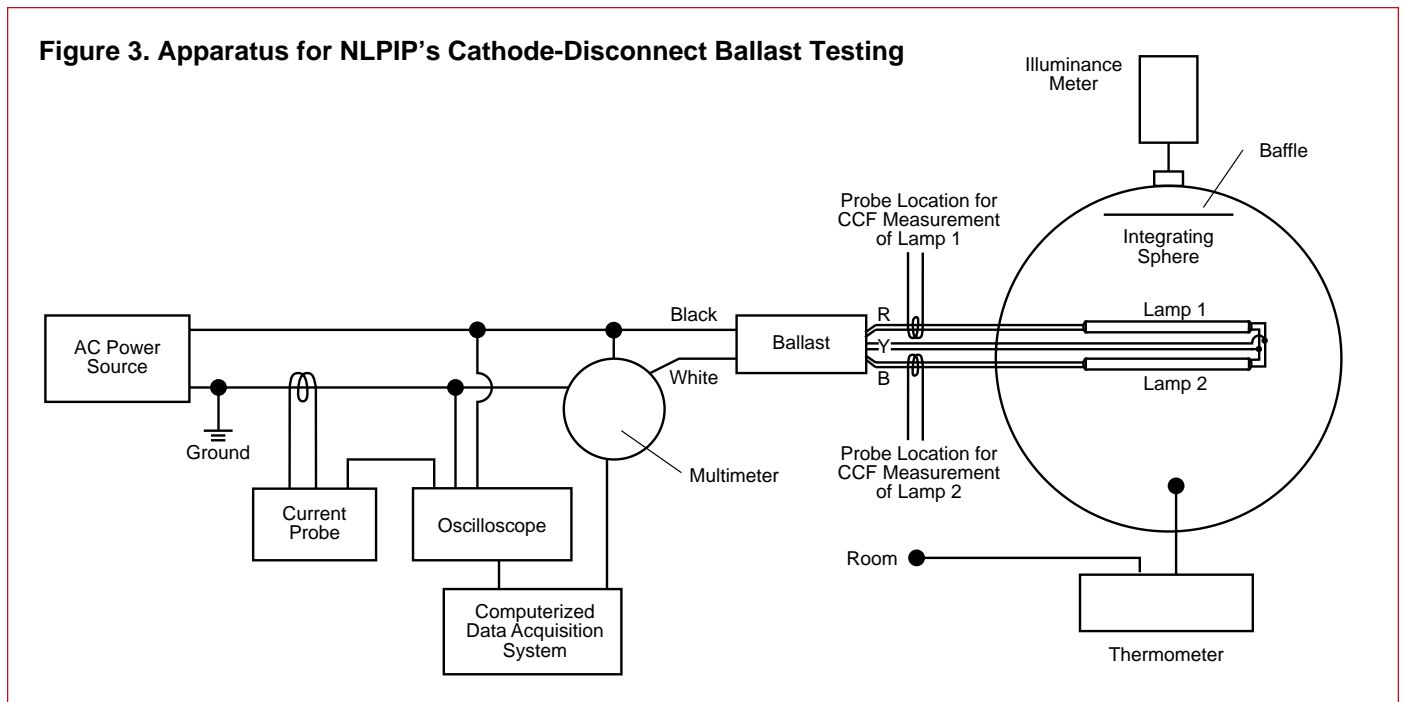 Figure 3. Apparatus for NLPIP's Cathode-Disconnect Ballast Testing
Illuminance
Meter
Baffle
Probe Location for
CCF Measurement
of Lamp 1
Integrating
Sphere
AC Power
Source
Black
White
Ballast
R
Y
B
Lamp 1
Lamp 2
Ground
Multimeter
Probe Location for
CCF Measurement
of Lamp 2
Current
Probe
Oscilloscope
Computerized
Data Acquisition
System
Room
Thermometer